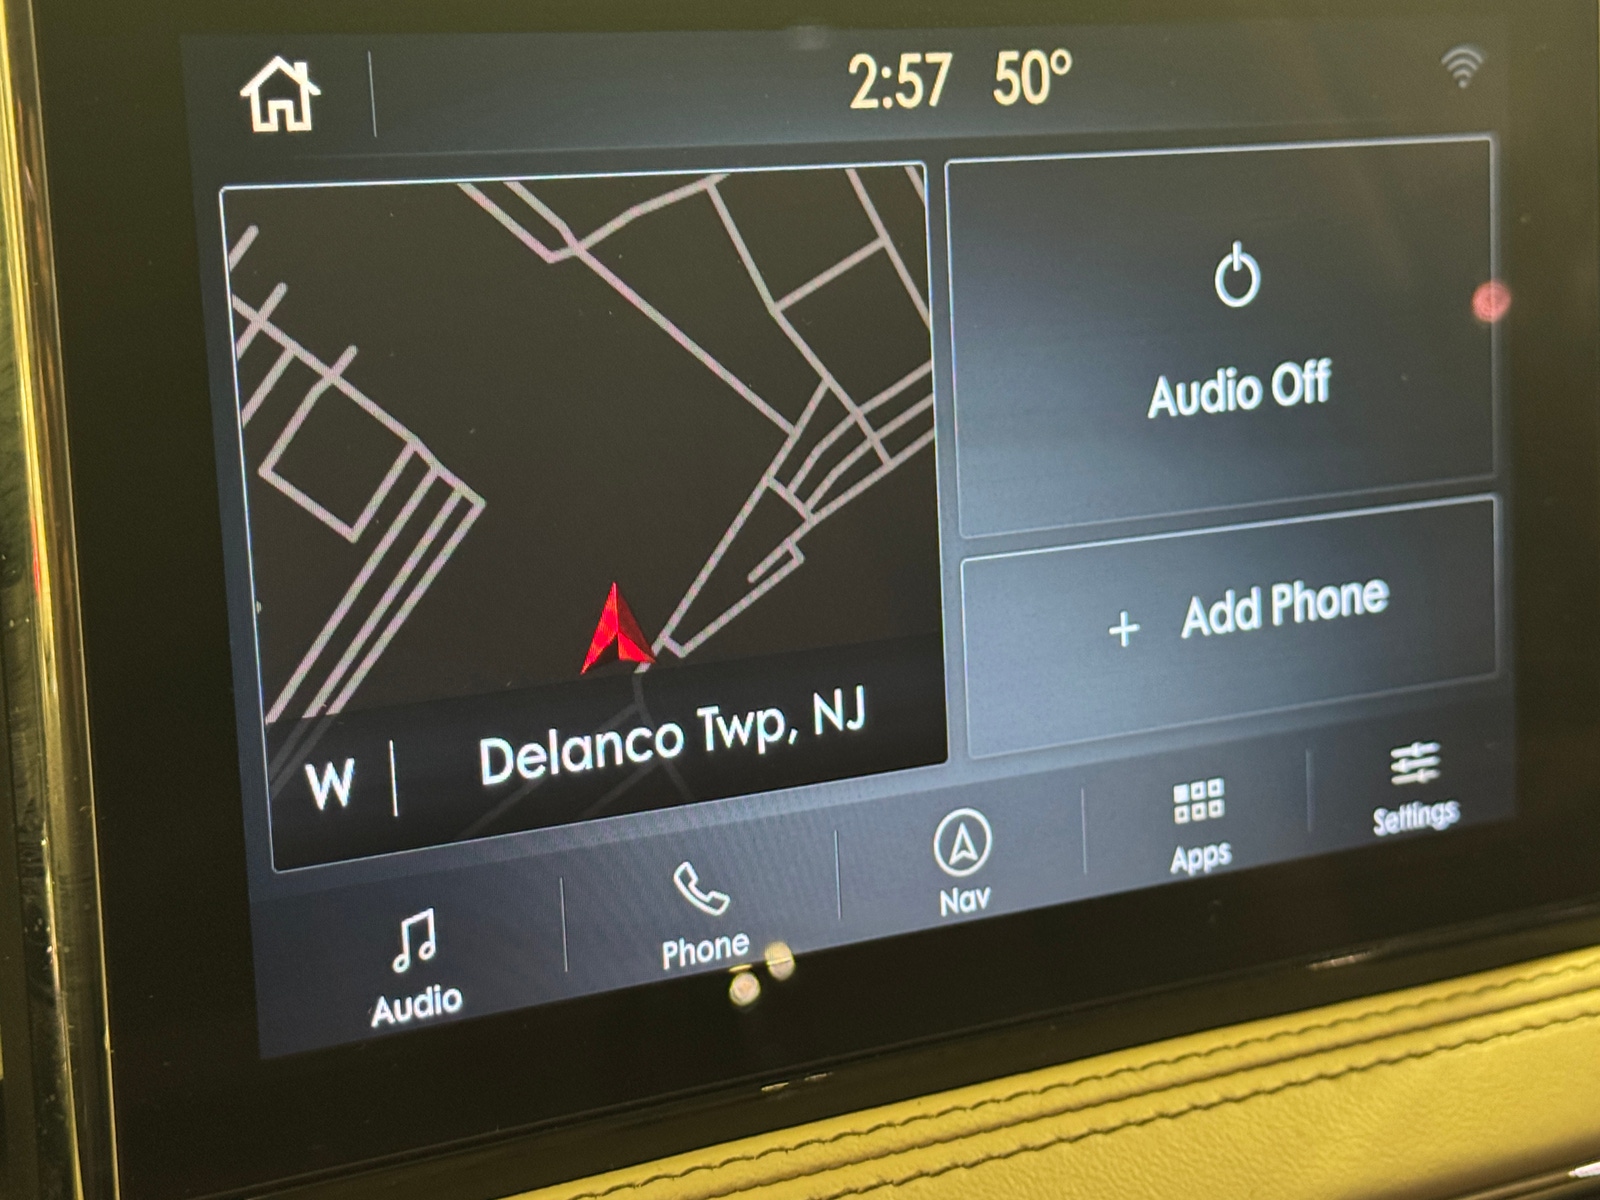 2:57 50°
Audio Off
+ Add Phone
W | Delanco Twp, NJ
Audio
Phone
Nav
Apps
Settings